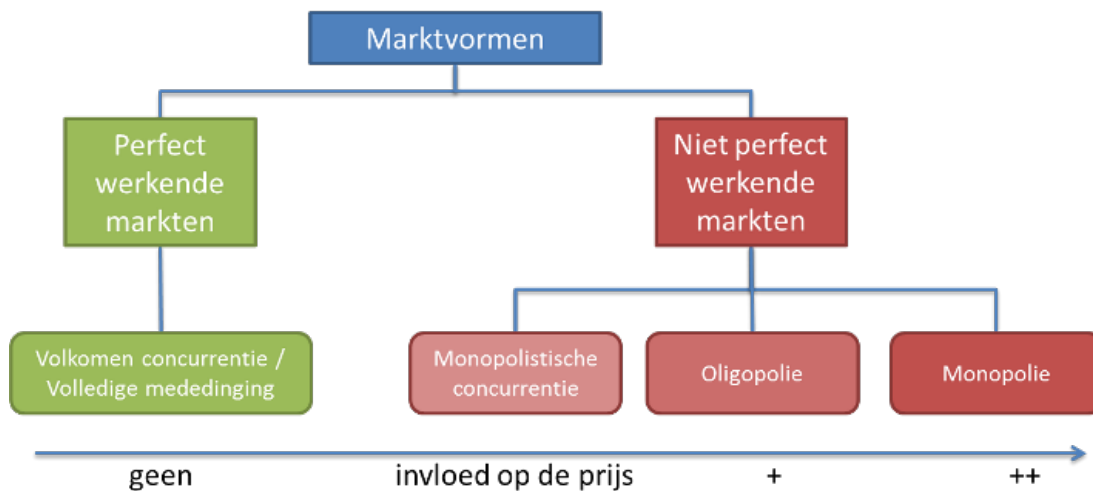 Marktvormen
Perfect
werkende
markten
Niet perfect
werkende
markten
Volkomen concurrentie /
Volledige mededinging
Monopolistische
concurrentie
Oligopolie
Monopolie
geen
invloed op de prijs
+
++